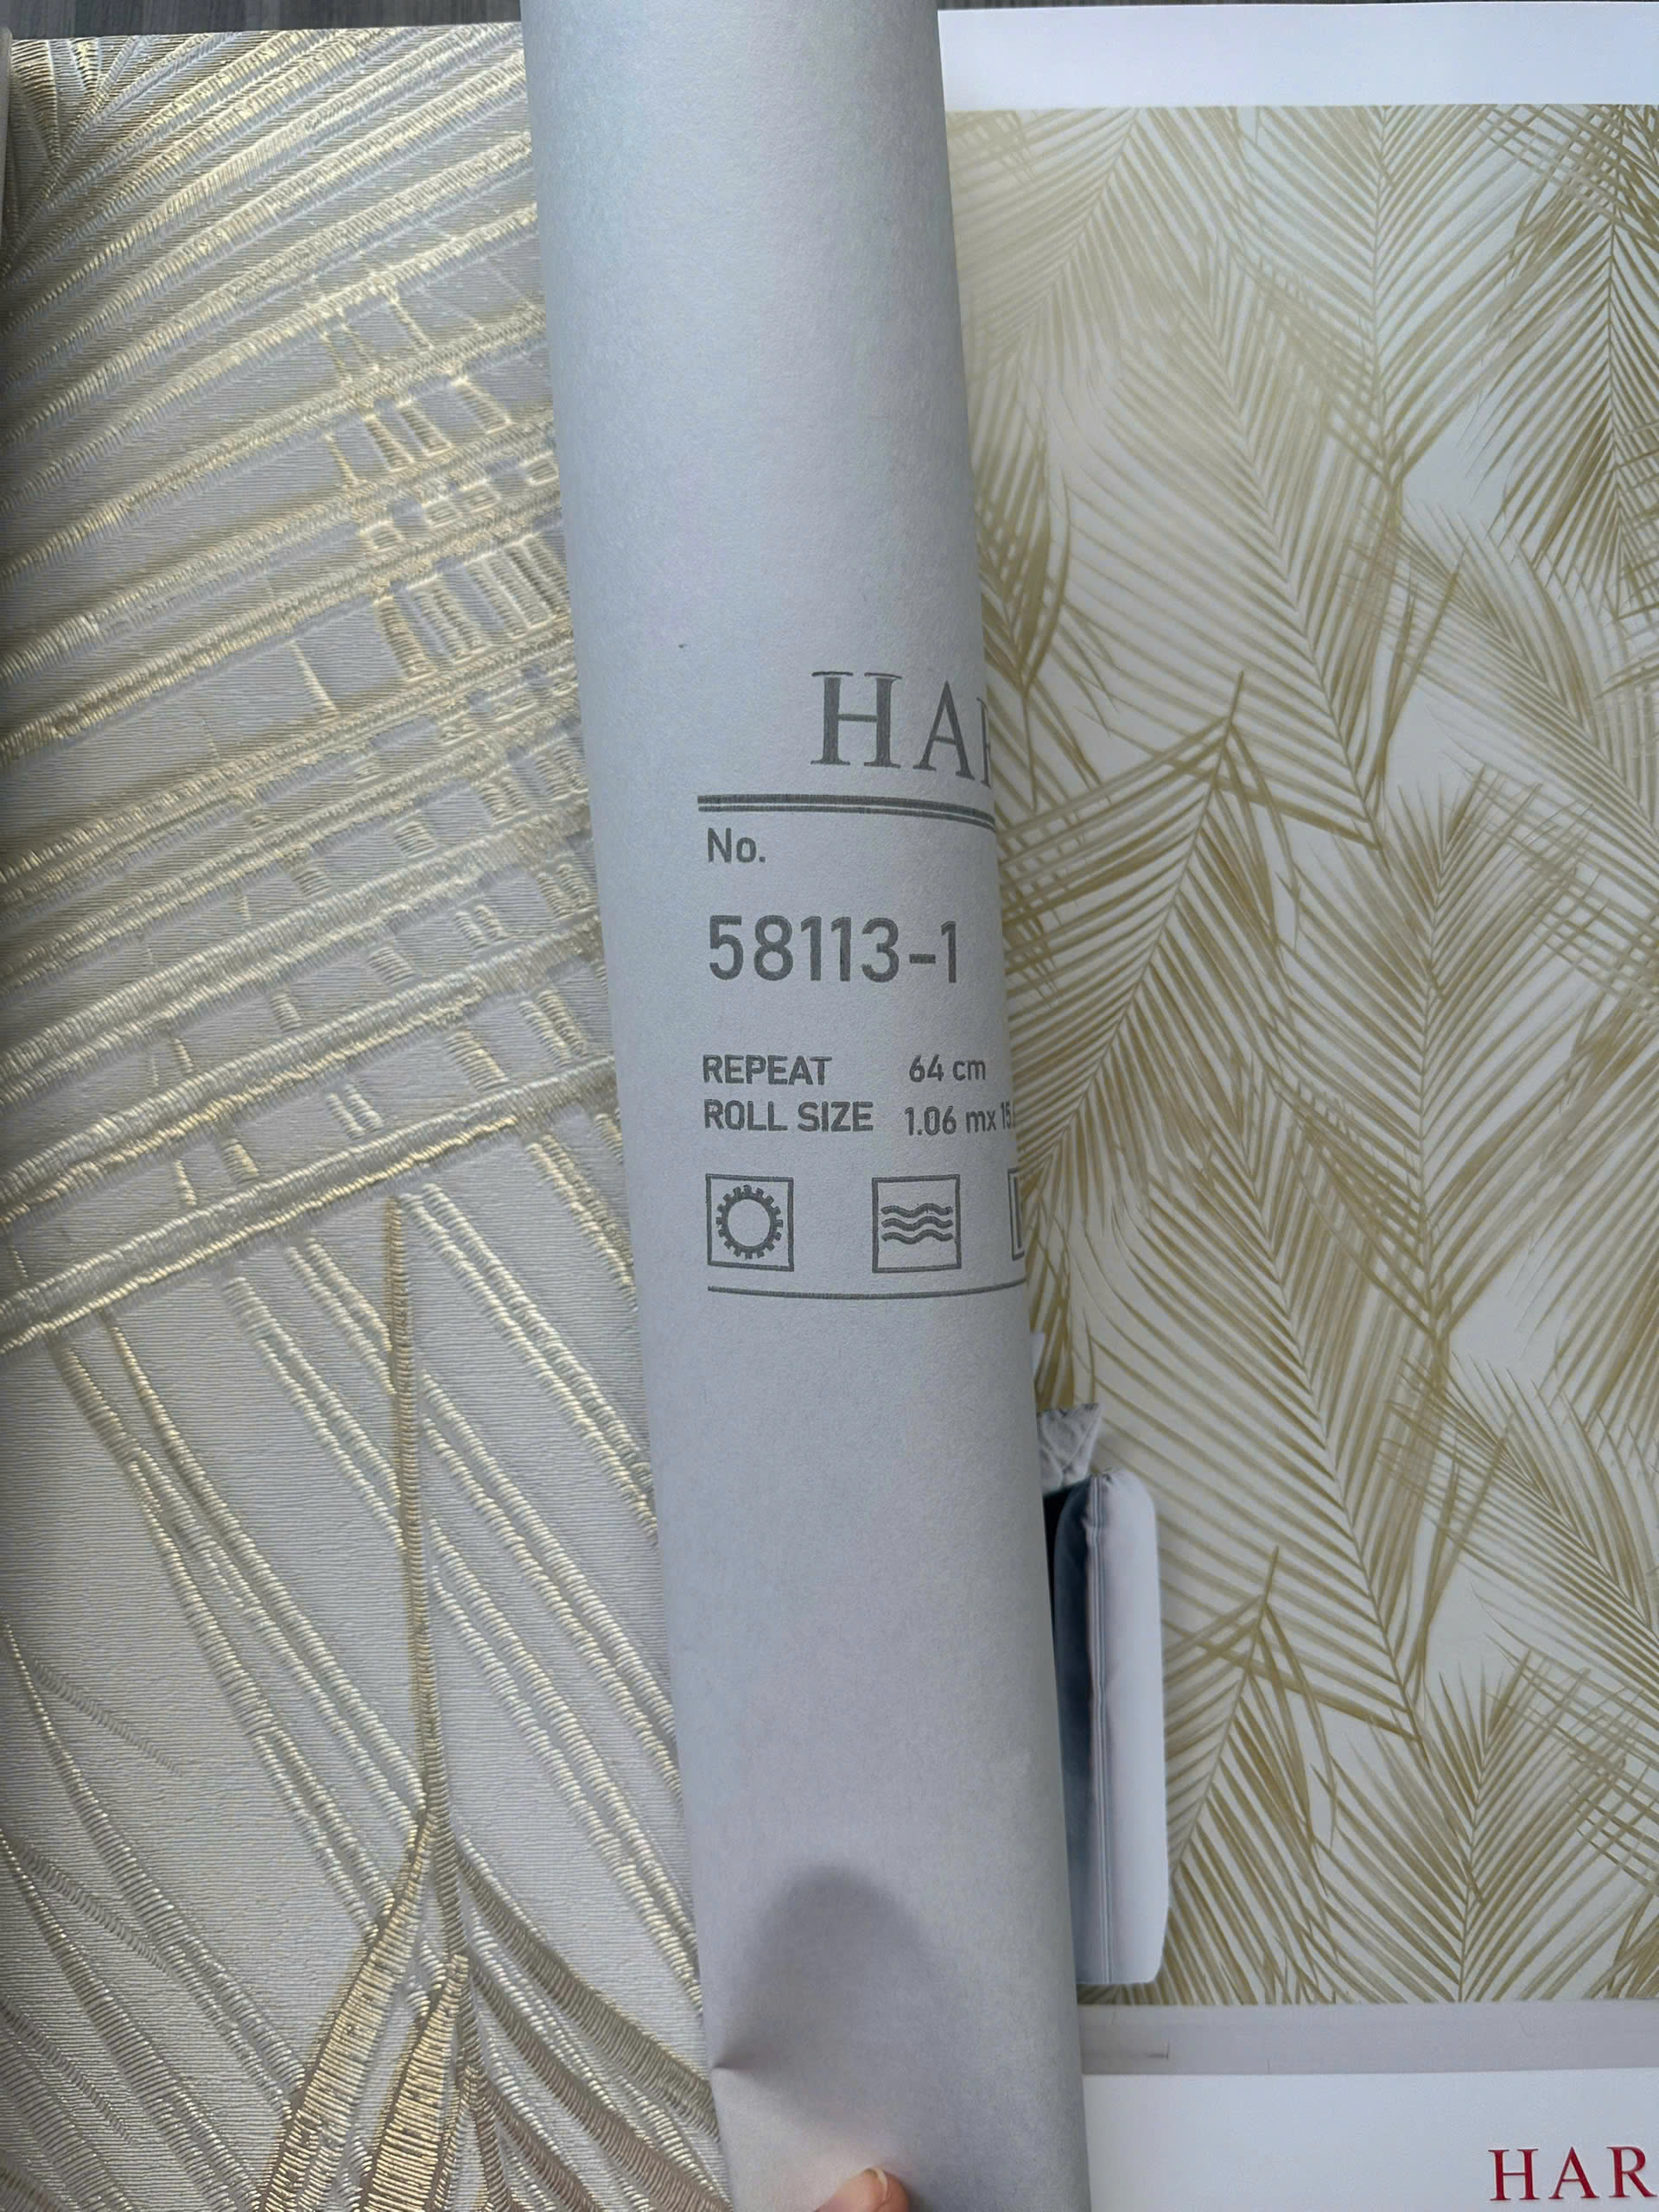 HAR
No.
58113-1
REPEAT 64 cm
ROLL SIZE 1.06 mx 15
HAR